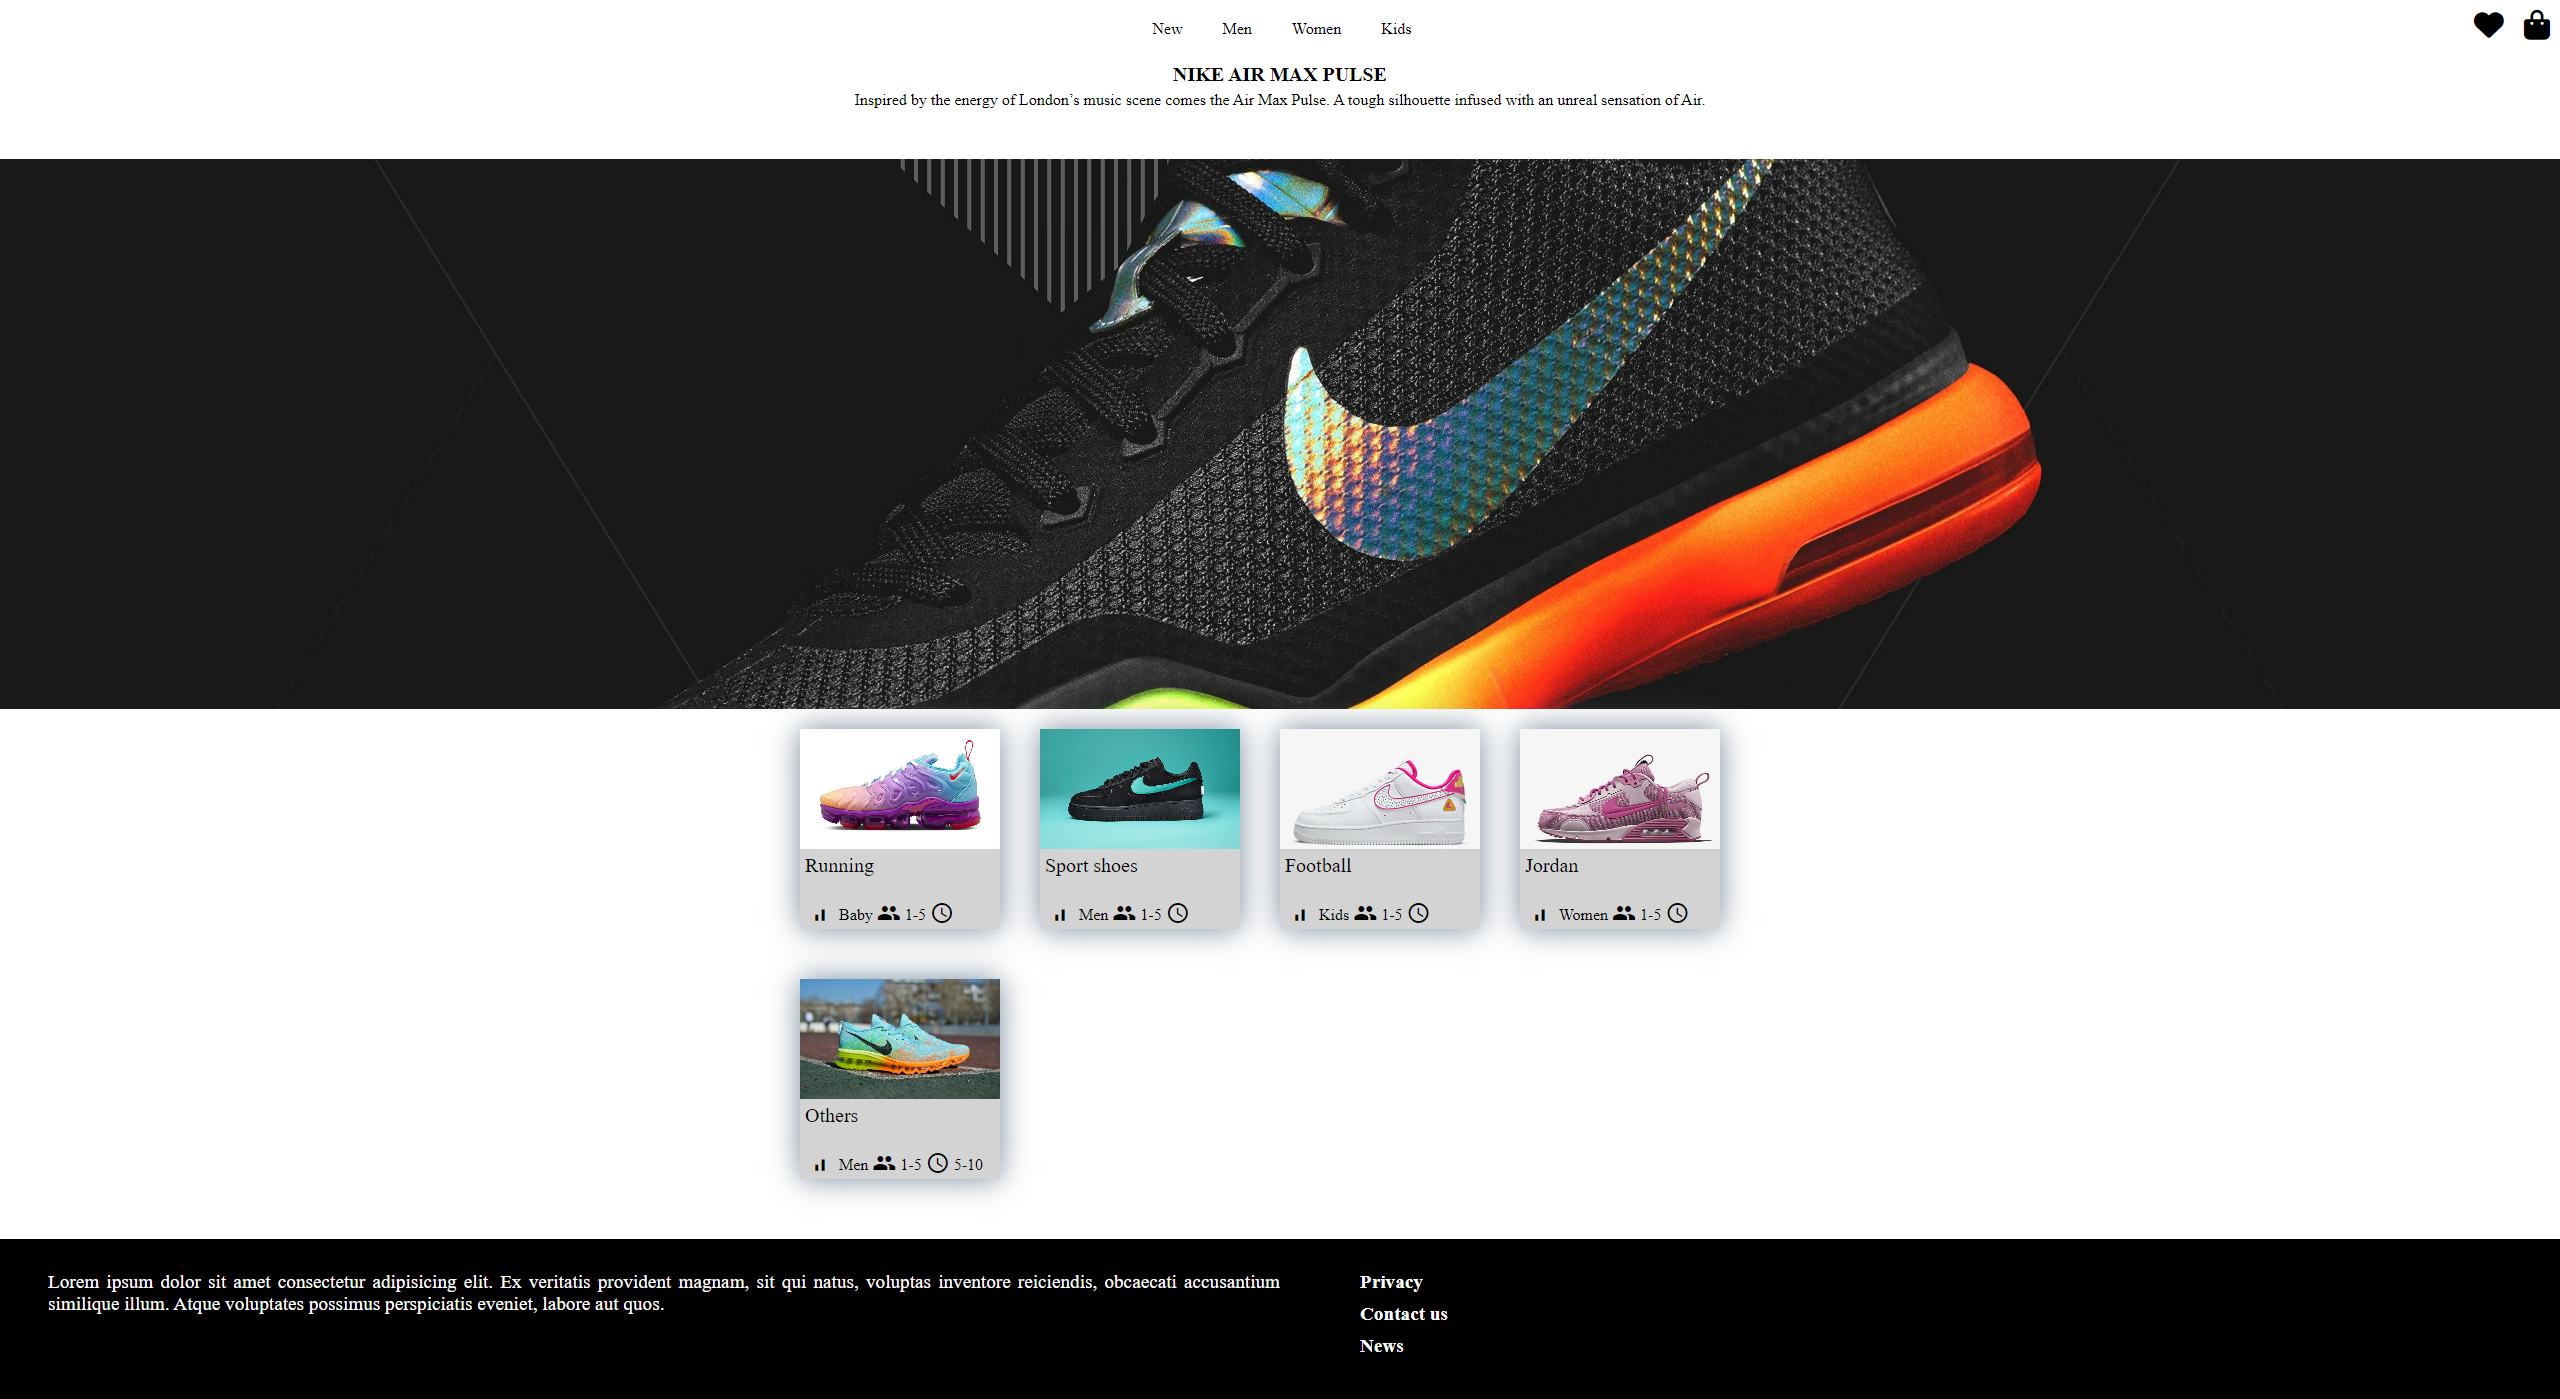 New Men Women Kids
NIKE AIR MAX PULSE
Inspired by the energy of London’s music scene comes the Air Max Pulse. A tough silhouette infused with an unreal sensation of Air.
Running
Baby 1-5
Sport shoes
Men 1-5
Football
Kids 1-5
Jordan
Women 1-5
Others
Men 1-5 5-10
Lorem ipsum dolor sit amet consectetur adipisicing elit. Ex veritatis provident magnam, sit qui natus, voluptas inventore reiciendis, obcaecati accusantium
similique illum. Atque voluptates possimus perspiciatis eveniet, labore aut quos.
Privacy
Contact us
News